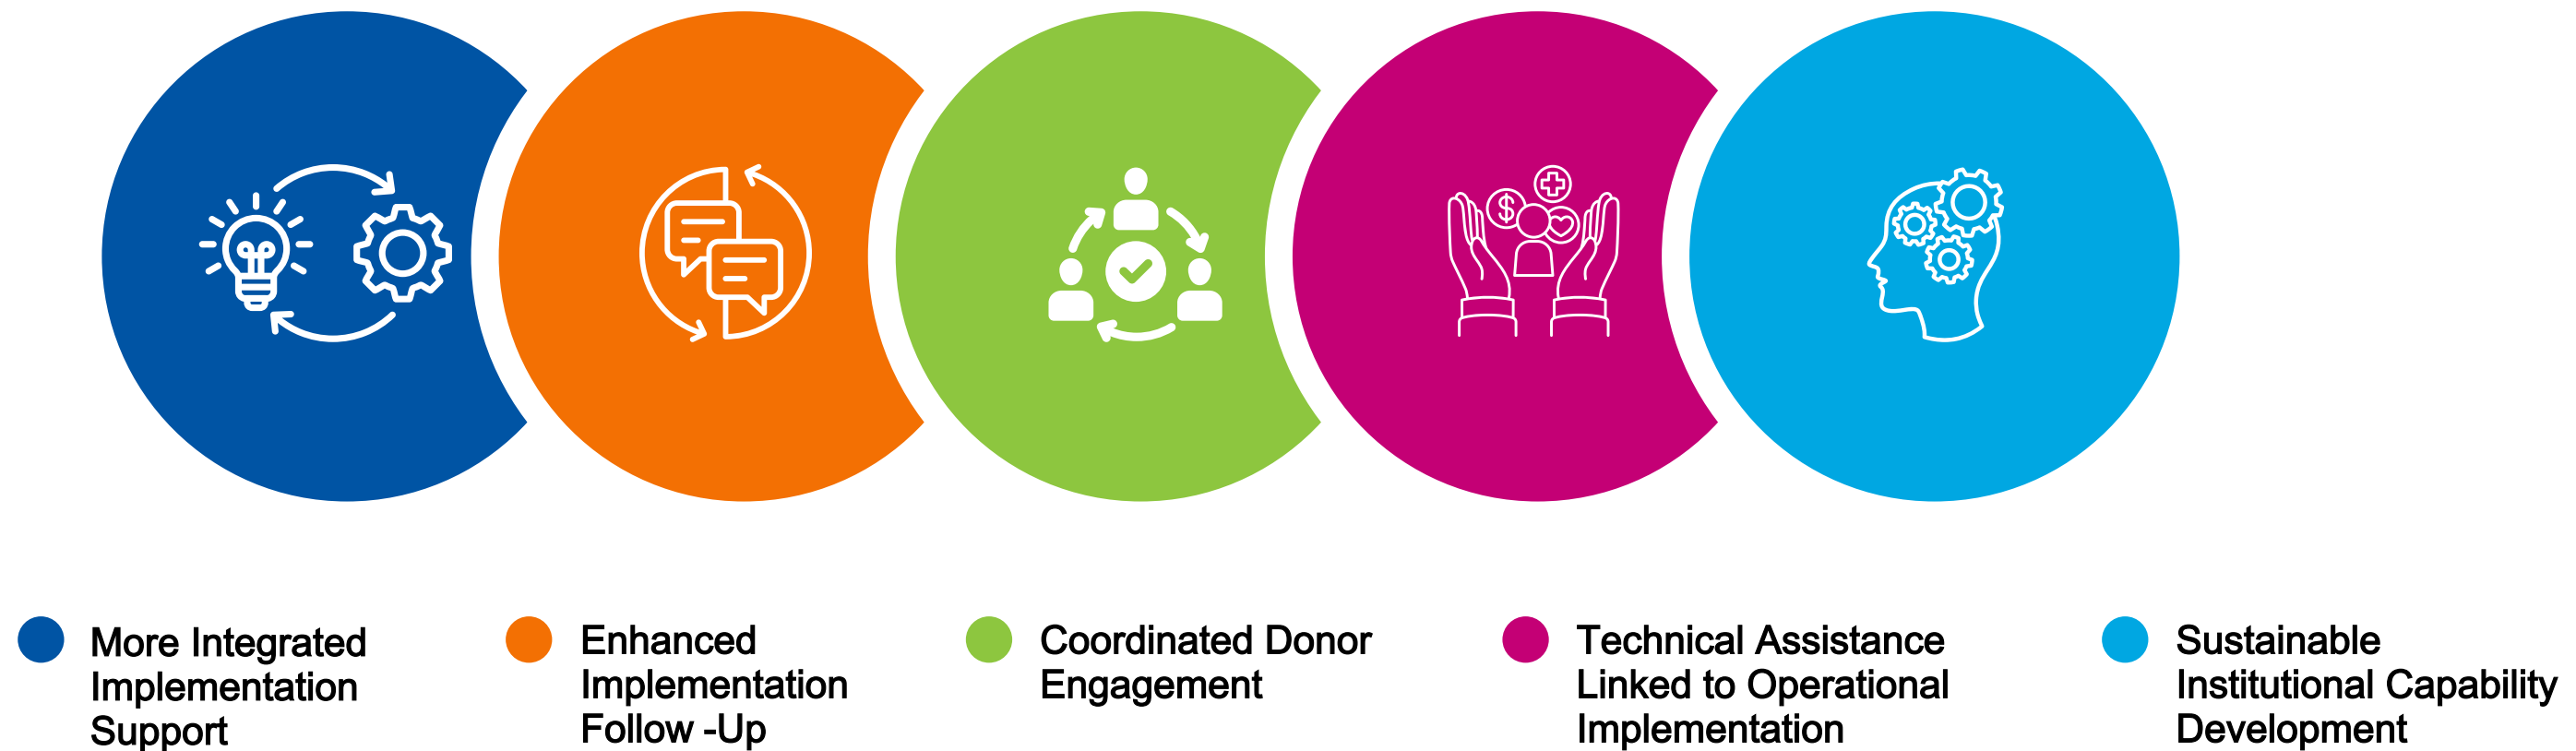 More Integrated
Implementation
Support
Enhanced
Implementation
Follow -Up
Coordinated Donor
Engagement
Technical Assistance
Linked to Operational
Implementation
Sustainable
Institutional Capability
Development
$